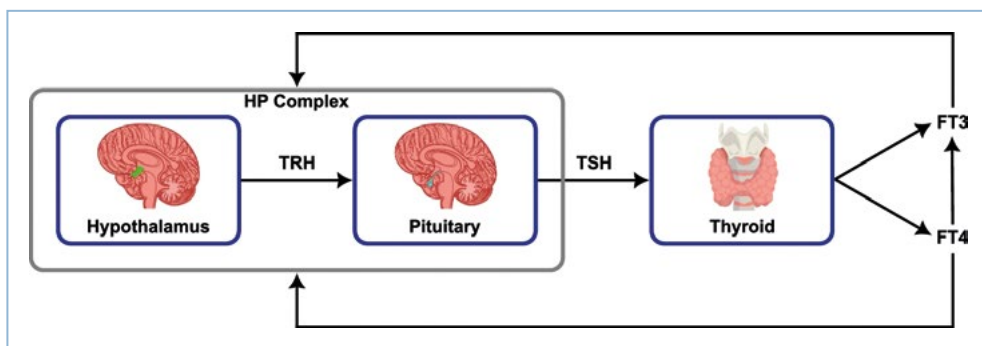 HP Complex
Hypothalamus
TRH
Pituitary
TSH
Thyroid
FT3
FT4